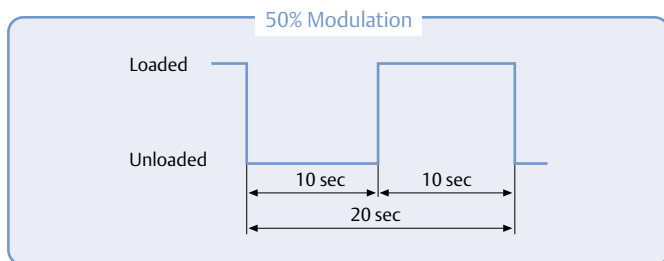 50% Modulation
Loaded
Unloaded
10 sec 10 sec
20 sec